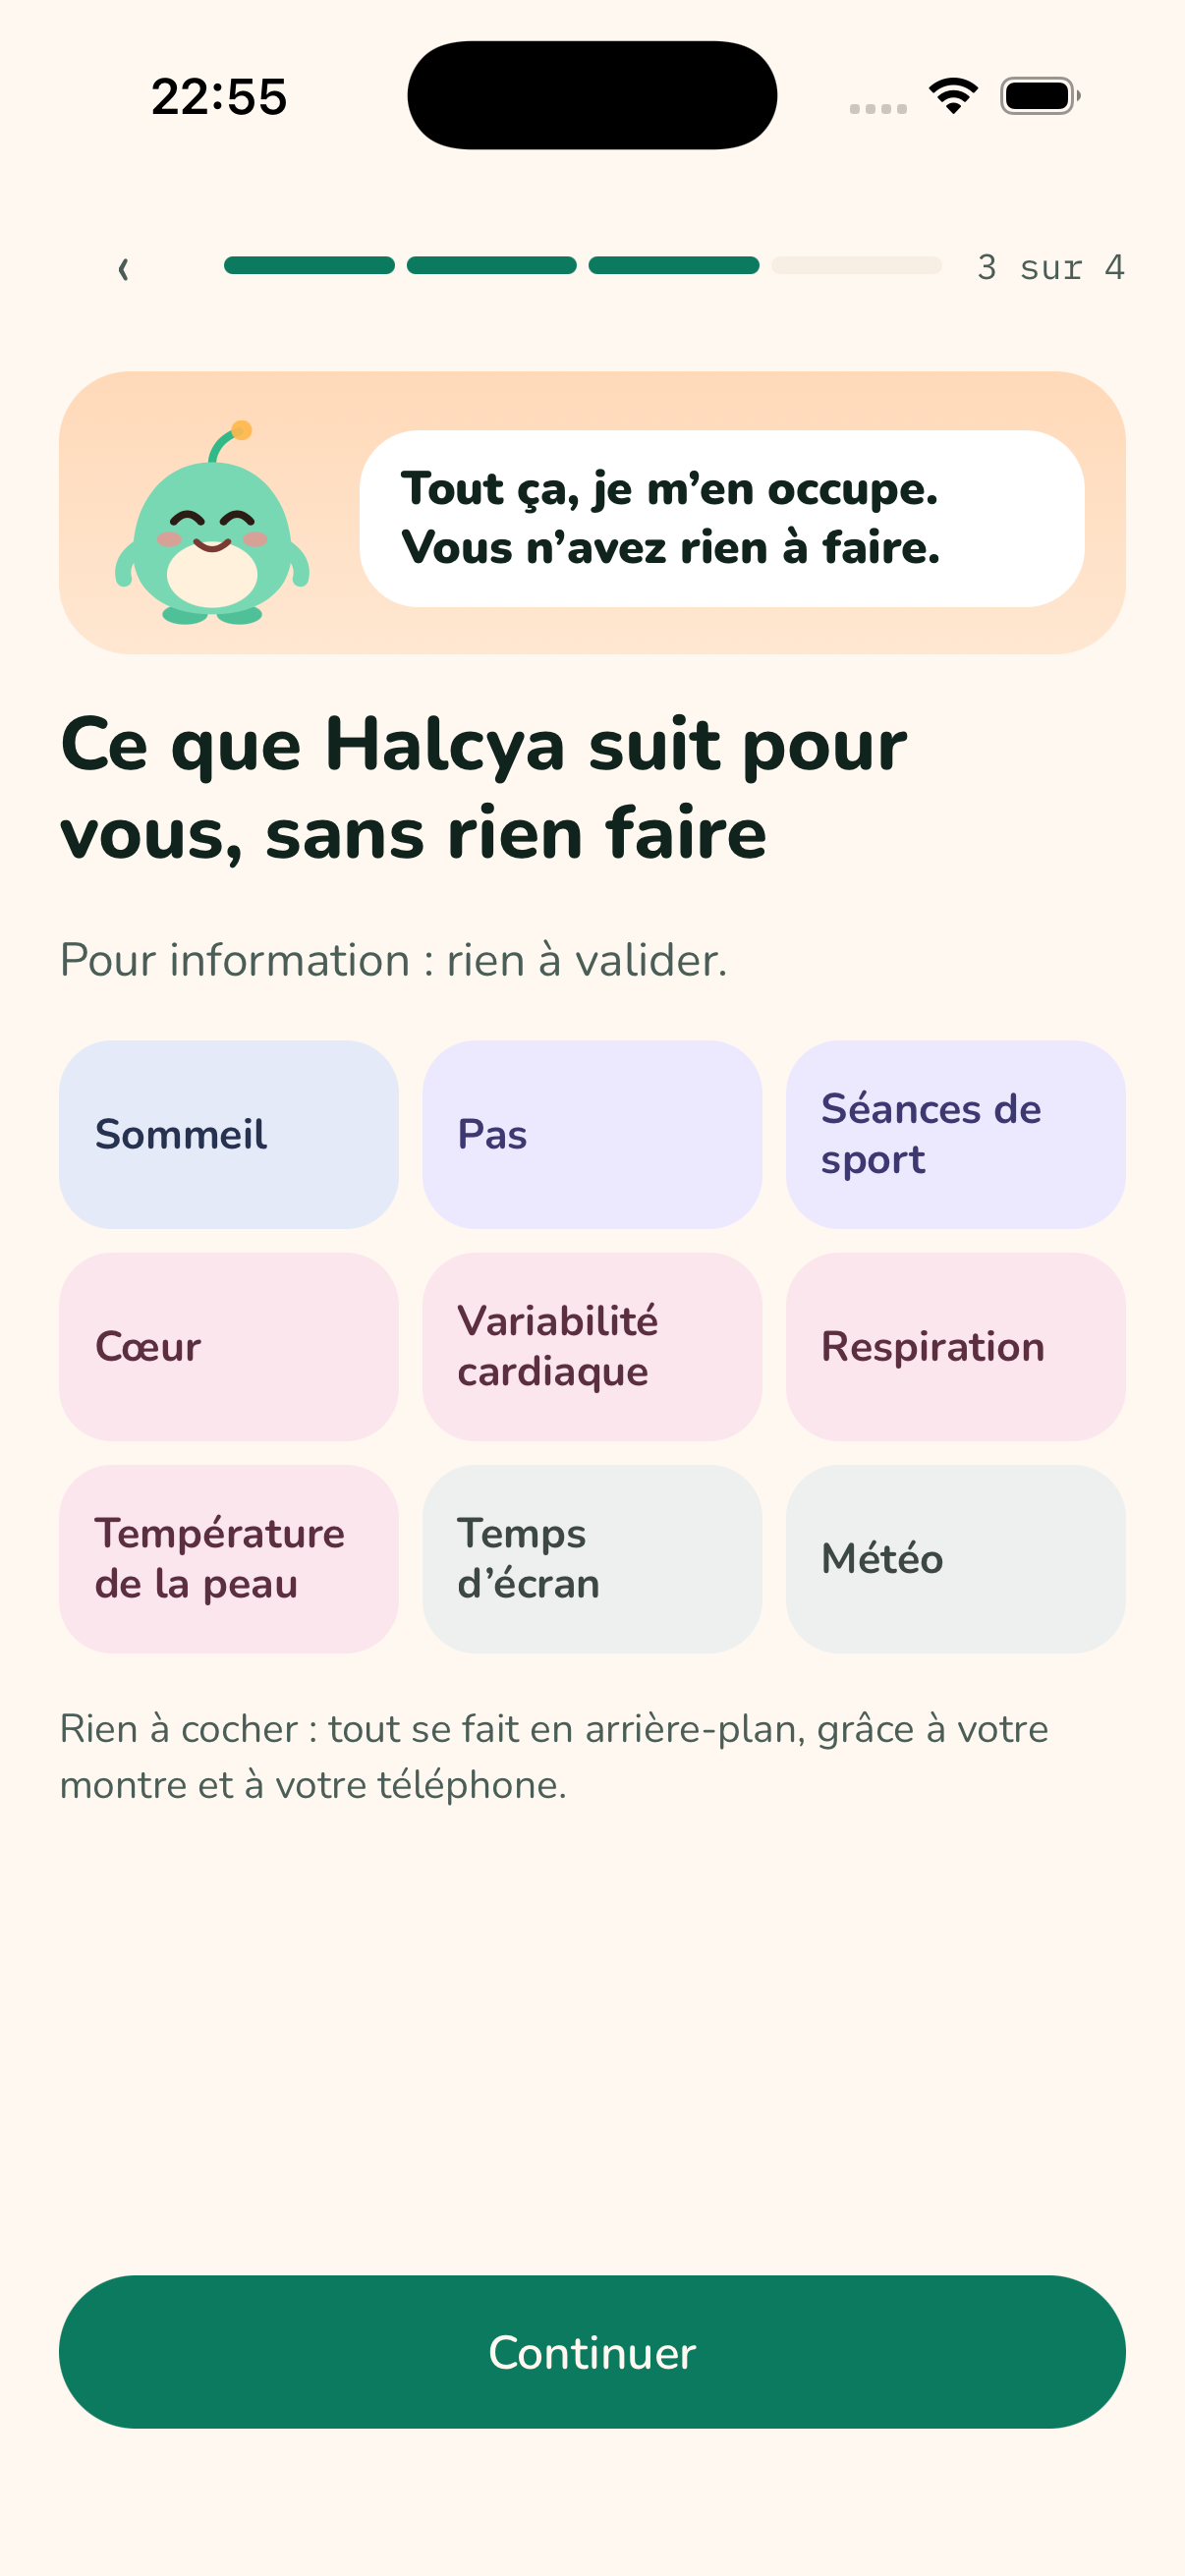 22:55
‹
3 sur 4
Tout ça, je m’en occupe.
Vous n’avez rien à faire.
Ce que Halcya suit pour
vous, sans rien faire
Pour information : rien à valider.
Sommeil
Pas
Séances de
sport
Cœur
Variabilité
cardiaque
Respiration
Température
de la peau
Temps
d’écran
Météo
Rien à cocher : tout se fait en arrière-plan, grâce à votre
montre et à votre téléphone.
Continuer